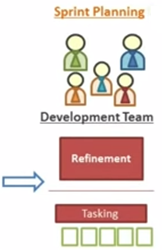 Sprint Planning
Development Team
Refinement
Tasking